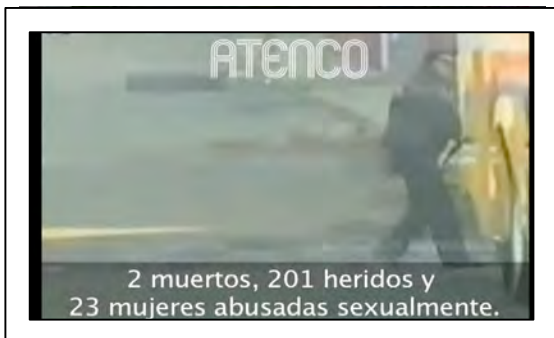 ATENCO
2 muertos, 201 heridos y
23 mujeres abusadas sexualmente.